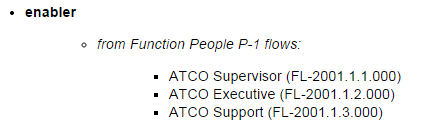 enabler
from Function People P-1 flows:
ATCO Supervisor (FL-2001.1.1.000)
ATCO Executive (FL-2001.1.2.000)
ATCO Support (FL-2001.1.3.000)